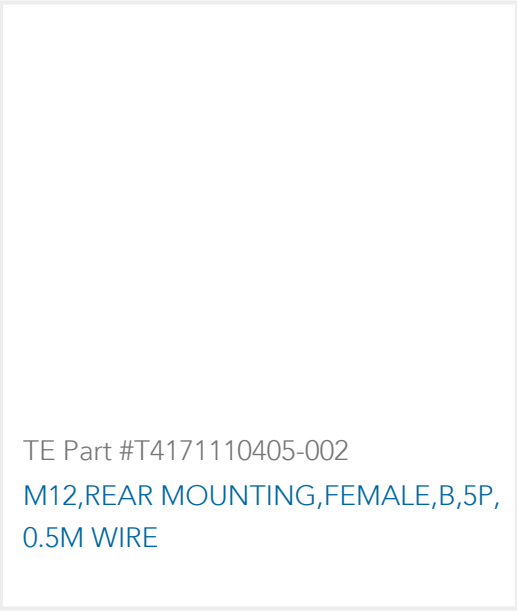 TE Part #T4171110405-002
M12,REAR MOUNTING,FEMALE,B,5P,
0.5M WIRE